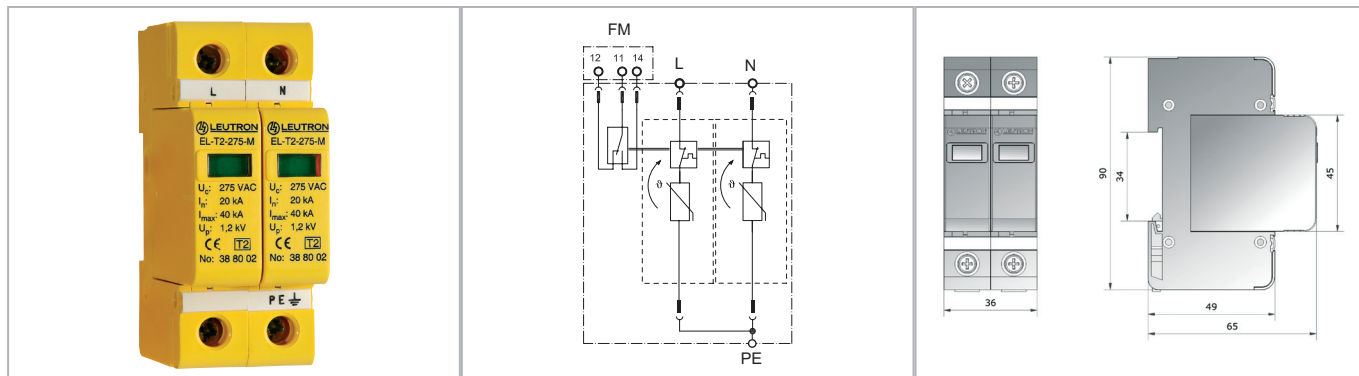 L N
LEUTRON LEUTRON
EL-T2-275-M EL-T2-275-M
Uc: 275 VAC Uc: 275 VAC
In: 20 kA In: 20 kA
Imax: 40 kA Imax: 40 kA
Up: 1,2 kV Up: 1,2 kV
CE T2 CE T2
No: 38 80 02 No: 38 80 02
PE
FM
12 11 14
L N
ϑ ϑ
PE
LEUTRON LEUTRON
36
90
34
45
49
65